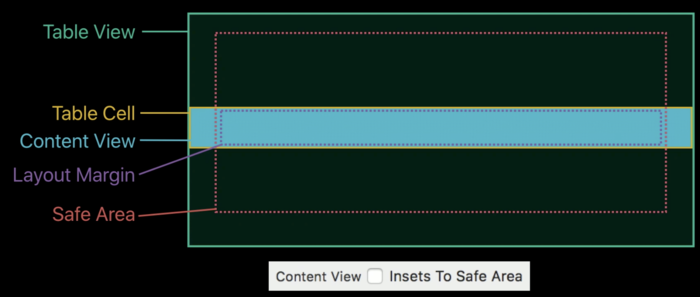 Table View
Table Cell
Content View
Layout Margin
Safe Area
Content View Insets To Safe Area